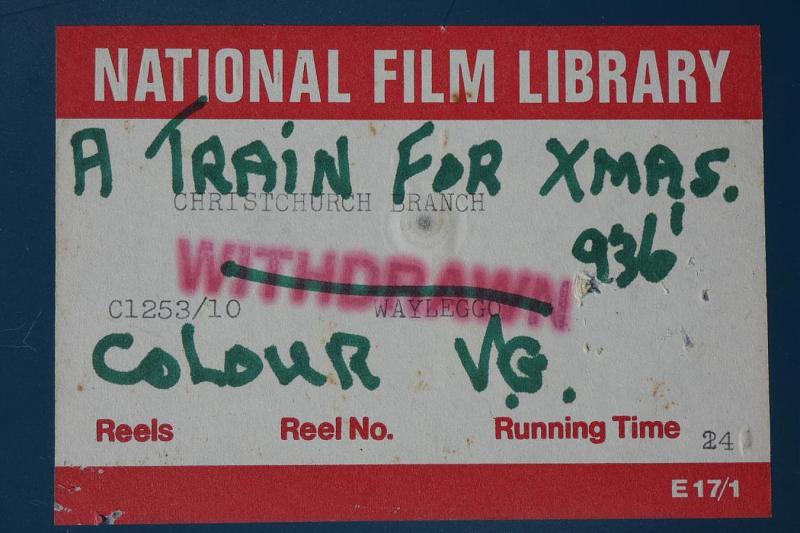 NATIONAL FILM LIBRARY
A TRAIN FOR XMAS.
CHRISTCHURCH BRANCH
936'
WITHDRAWN
C1253/10 WAYLEGGO
COLOUR VG.
Reels Reel No. Running Time 24
E17/1